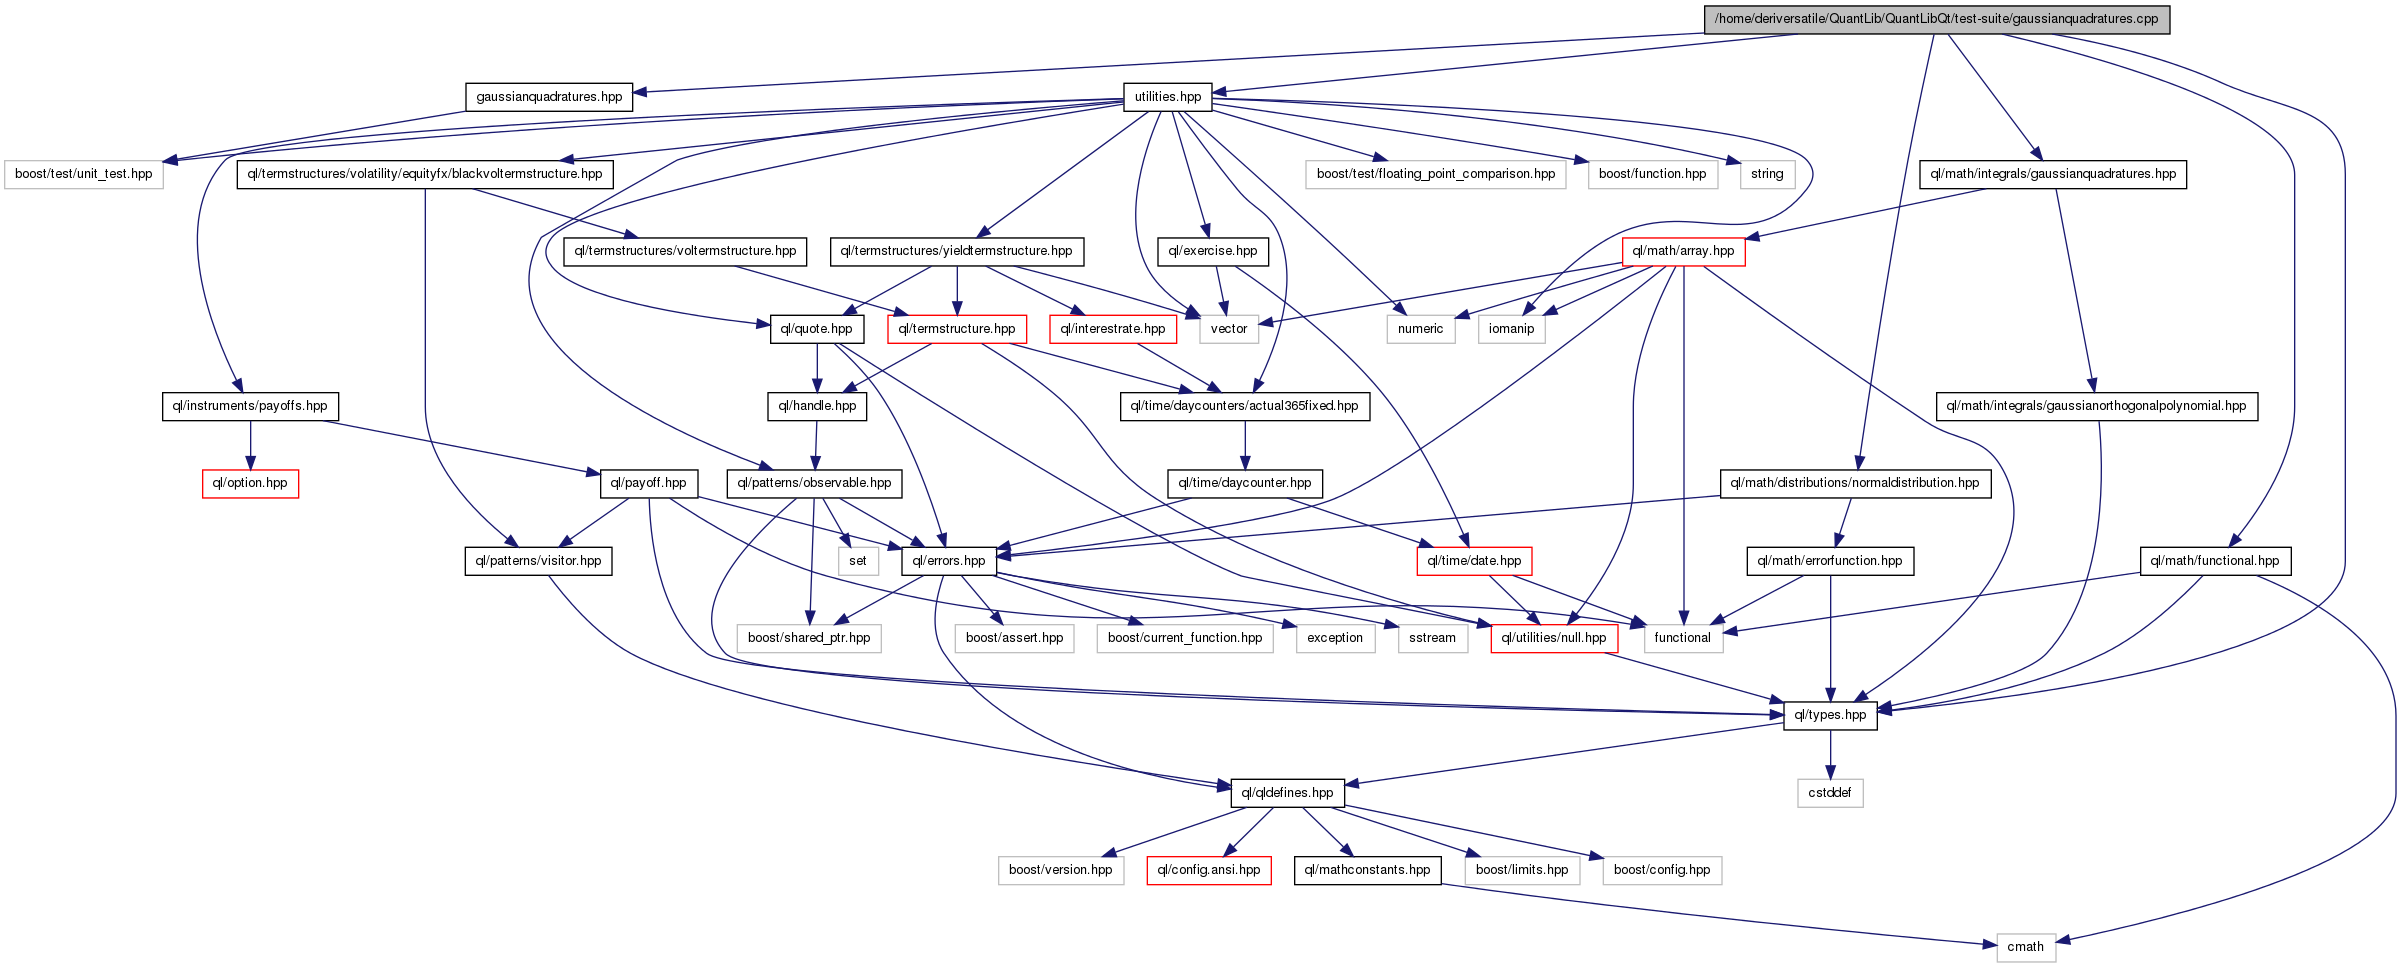 /home/deriversatile/QuantLib/QuantLibQt/test-suite/gaussianquadratures.cpp
gaussianquadratures.hpp
utilities.hpp
boost/test/unit_test.hpp
ql/termstructures/volatility/equityfx/blackvoltermstructure.hpp
boost/test/floating_point_comparison.hpp
boost/function.hpp
string
ql/math/integrals/gaussianquadratures.hpp
ql/termstructures/voltermstructure.hpp
ql/termstructures/yieldtermstructure.hpp
ql/exercise.hpp
ql/math/array.hpp
ql/quote.hpp
ql/termstructure.hpp
ql/interestrate.hpp
vector
numeric
iomanip
ql/instruments/payoffs.hpp
ql/handle.hpp
ql/time/daycounters/actual365fixed.hpp
ql/math/integrals/gaussianorthogonalpolynomial.hpp
ql/option.hpp
ql/payoff.hpp
ql/patterns/observable.hpp
ql/time/daycounter.hpp
ql/math/distributions/normaldistribution.hpp
ql/patterns/visitor.hpp
set
ql/errors.hpp
ql/time/date.hpp
ql/math/errorfunction.hpp
ql/math/functional.hpp
boost/shared_ptr.hpp
boost/assert.hpp
boost/current_function.hpp
exception
sstream
ql/utilities/null.hpp
functional
ql/types.hpp
ql/qldefines.hpp
cstddef
boost/version.hpp
ql/config.ansi.hpp
ql/mathconstants.hpp
boost/limits.hpp
boost/config.hpp
cmath